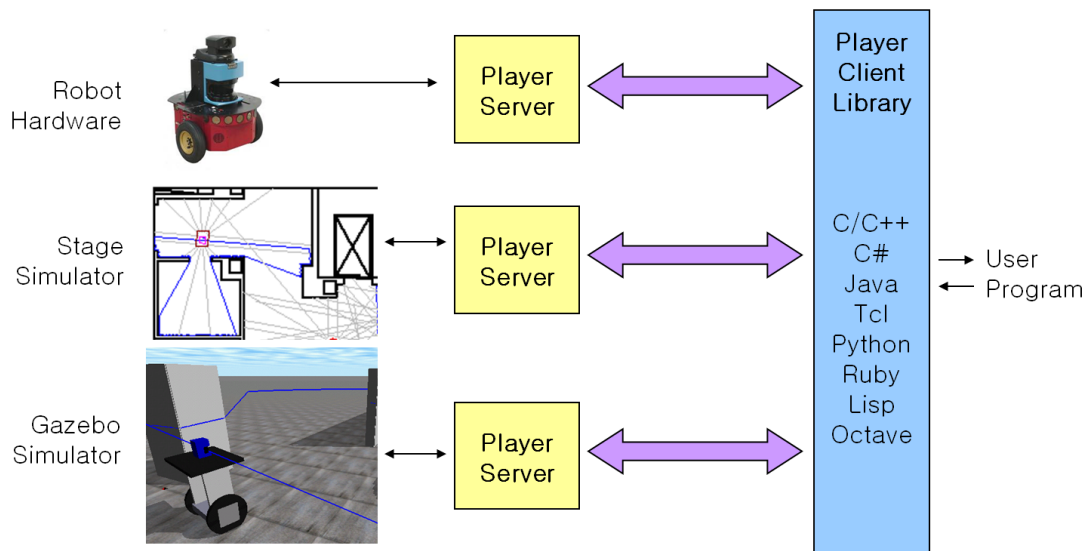 Robot
Hardware
Player
Server
Stage
Simulator
Player
Server
Gazebo
Simulator
Player
Server
Player
Client
Library
C/C++
C#
Java
Tcl
Python
Ruby
Lisp
Octave
User
Program